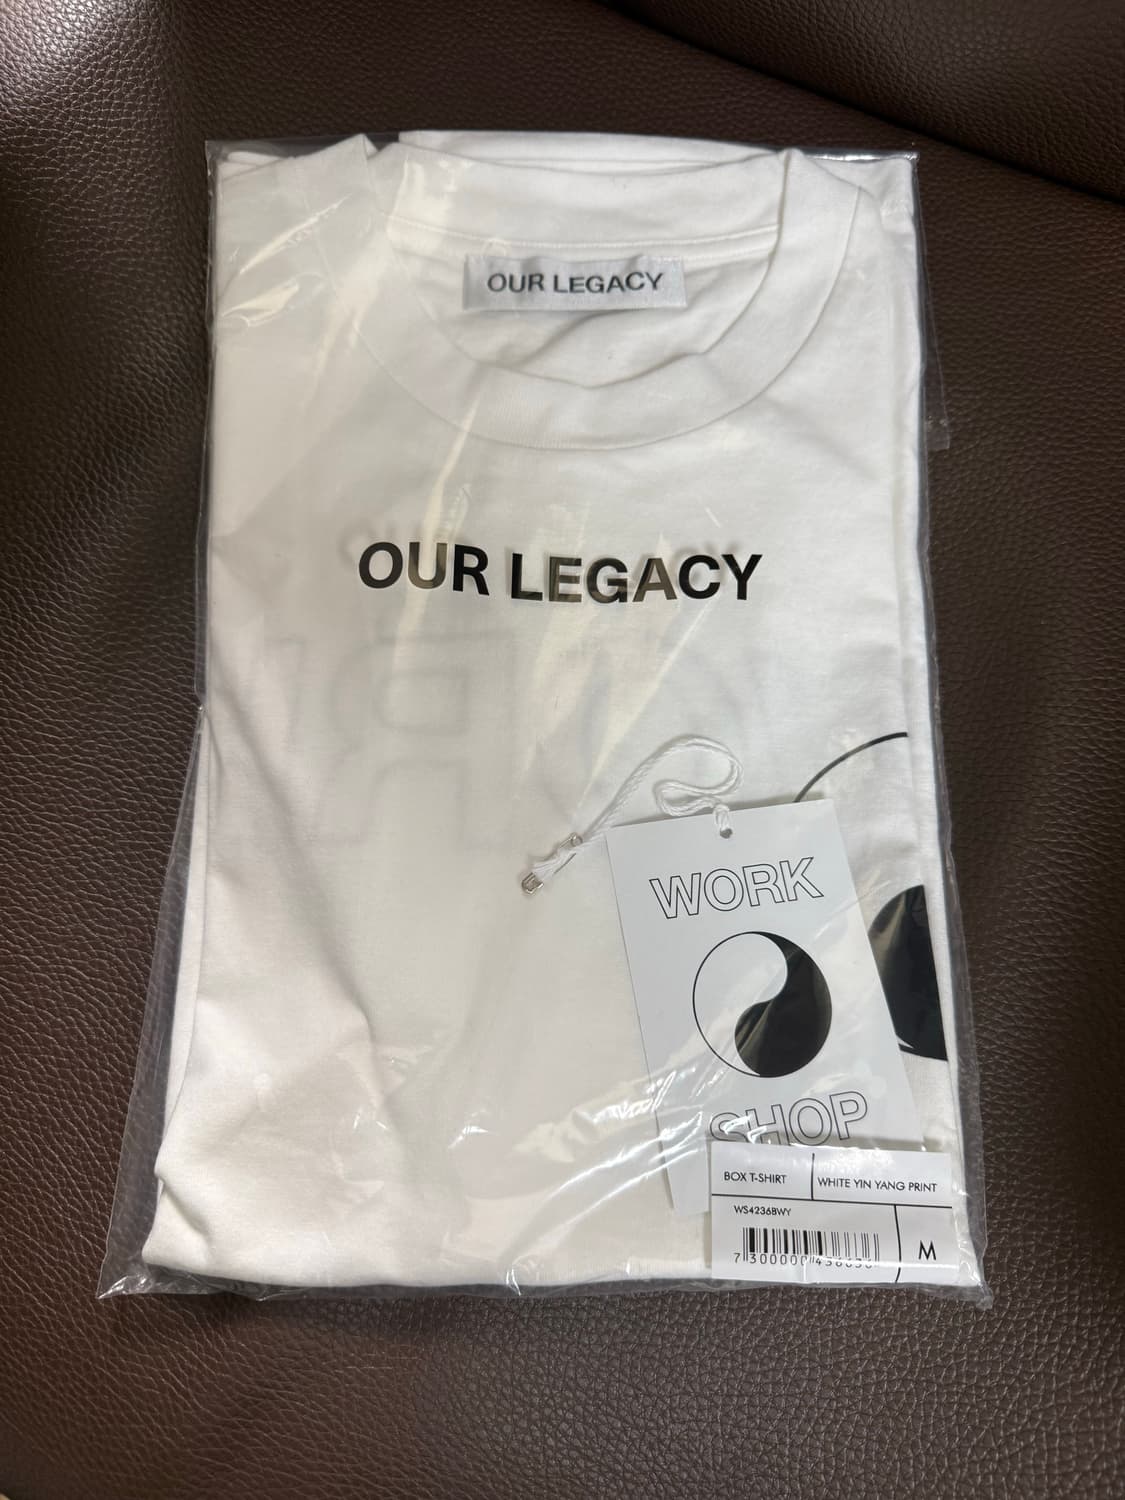 OUR LEGACY
OUR LEGACY
WORK
SHOP
BOX T-SHIRT
WHITE YIN YANG PRINT
WS4236BWY
M